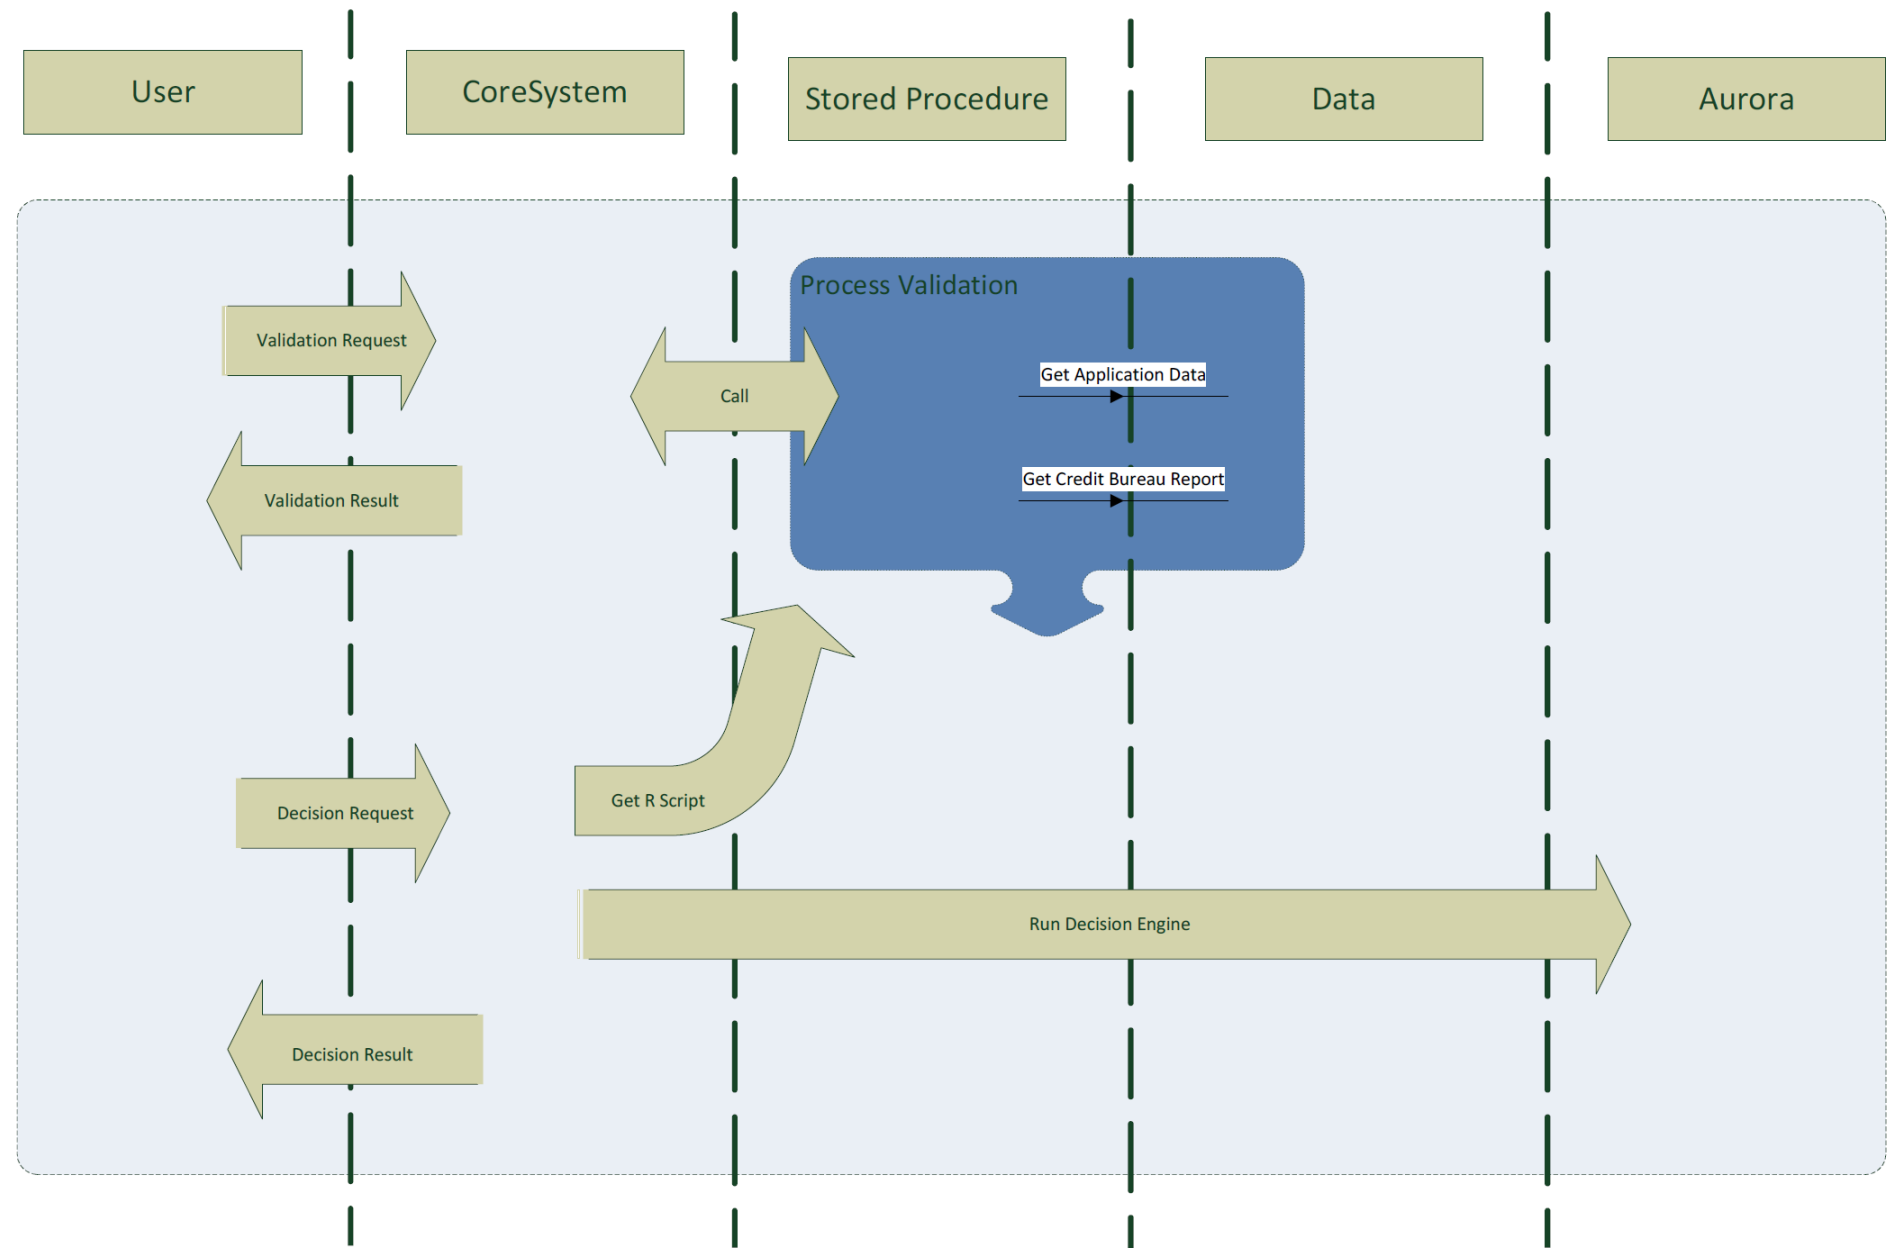 User
CoreSystem
Stored Procedure
Data
Aurora
Process Validation
Validation Request
Get Application Data
Call
Get Credit Bureau Report
Validation Result
Get R Script
Decision Request
Run Decision Engine
Decision Result